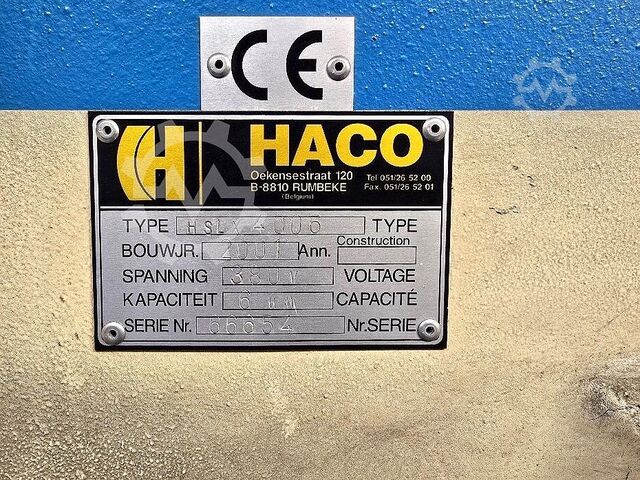 CE
H HACO
Oekensestraat 120
B-8810 RUMBEKE
(Belgium)
Tel 051/26 52 00
Fax. 051/26 52 01
TYPE HSLX 4006 TYPE
BOUWJR. 2001 Ann. Construction
SPANNING 380V VOLTAGE
KAPACITEIT 6 MM CAPACITÉ
SERIE Nr. 66654 Nr. SERIE